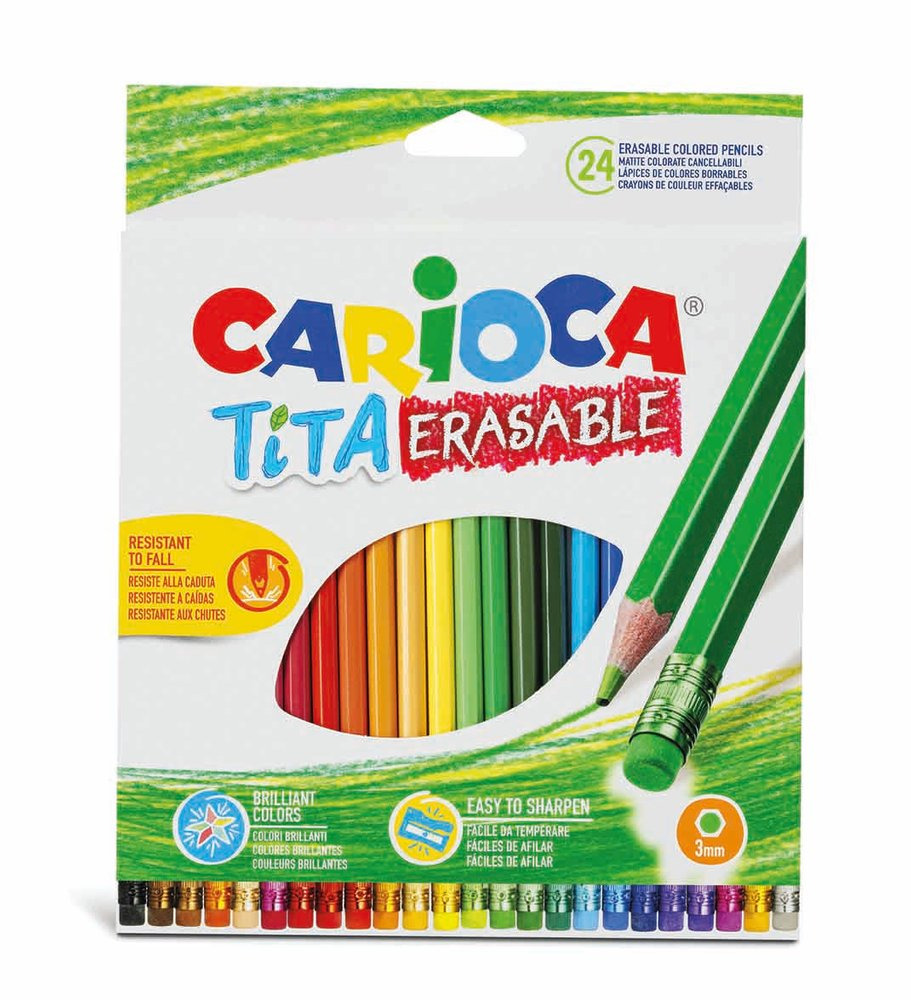 24
ERASABLE COLORED PENCILS
MATITE COLORATE CANCELLABILI
LÁPICES DE COLORES BORRABLES
CRAYONS DE COULEUR EFFAÇABLES
CARIOCA®
TiTA ERASABLE
RESISTANT
TO FALL
RESISTE ALLA CADUTA
RESISTENTE A CAÍDAS
RESISTANTE AUX CHUTES
BRILLIANT
COLORS
COLORI BRILLANTI
COLORES BRILLANTES
COULEURS BRILLANTES
EASY TO SHARPEN
FACILE DA TEMPERARE
FÁCILES DE AFILAR
FÁCILES DE AFILAR
3mm